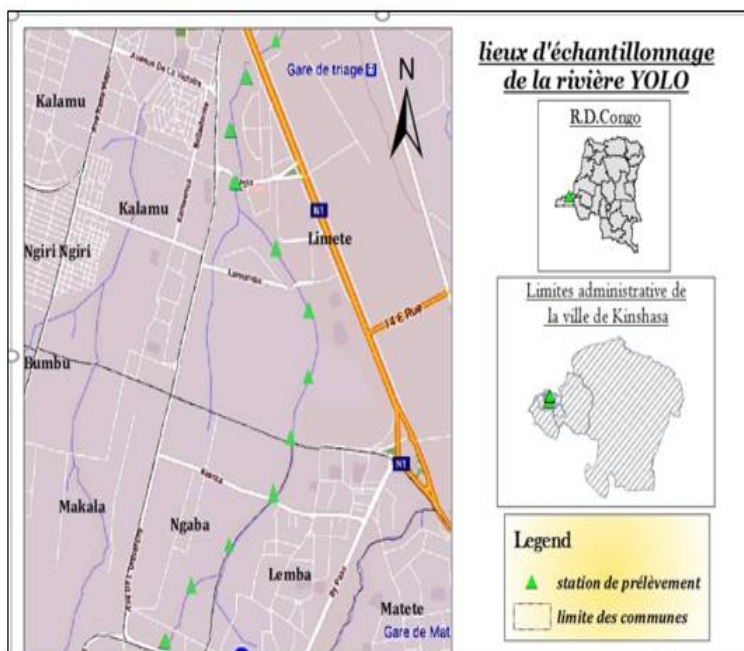 lieux d'échantillonnage
de la rivière YOLO
R.D.Congo
Limites administrative de
la ville de Kinshasa
Legend
station de prélèvement
limite des communes
Avenue De La Victoire
Gare de triage
N
Kalamu
Kalamu
Ngiri Ngiri
N1
Limete
Lumumba
14 E Rue
Bumbu
N1
Makala
Ngaba
Lemba
Matete
Gare de Mat